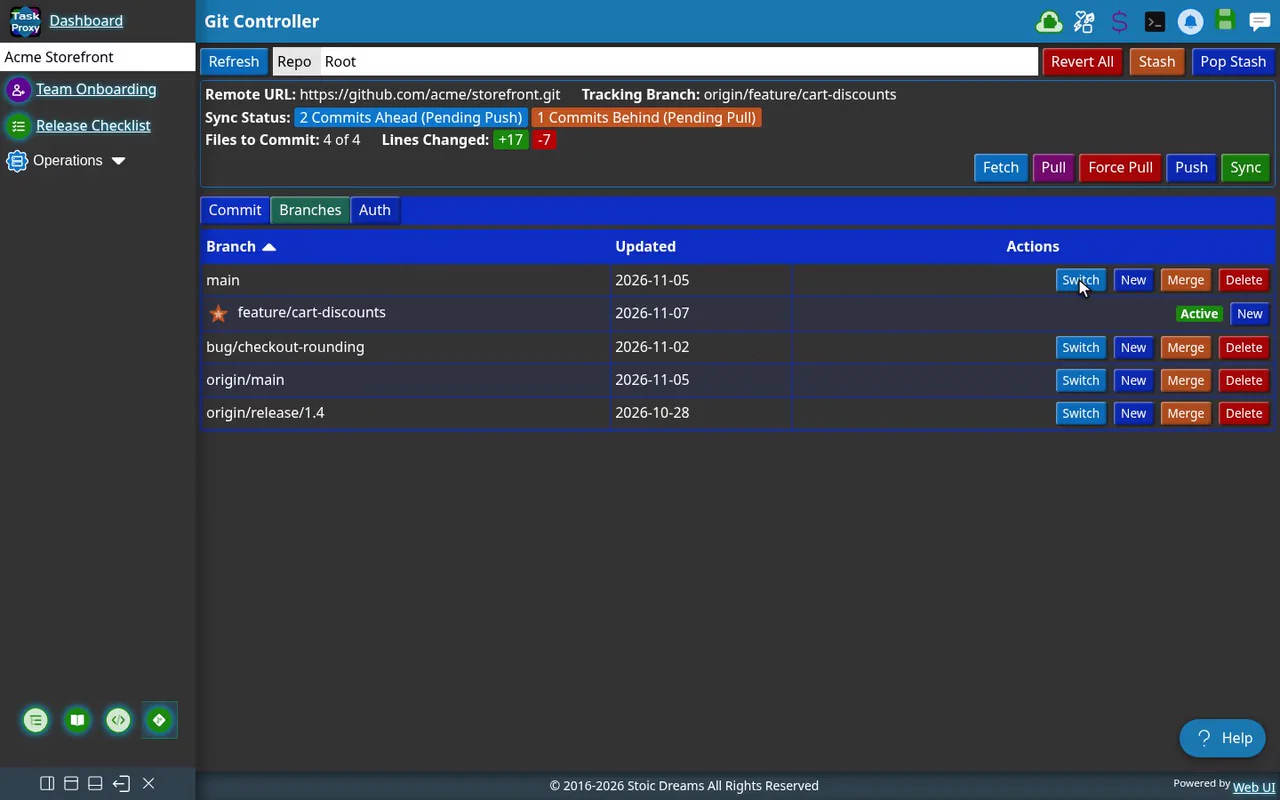 Task Proxy Dashboard
Git Controller
Acme Storefront
Refresh Repo Root Revert All Stash Pop Stash
Team Onboarding
Release Checklist
Operations
Remote URL: https://github.com/acme/storefront.git Tracking Branch: origin/feature/cart-discounts
Sync Status: 2 Commits Ahead (Pending Push) 1 Commits Behind (Pending Pull)
Files to Commit: 4 of 4 Lines Changed: +17 -7
Fetch Pull Force Pull Push Sync
Commit Branches Auth
Branch Updated Actions
main 2026-11-05 Switch New Merge Delete
feature/cart-discounts 2026-11-07 Active New
bug/checkout-rounding 2026-11-02 Switch New Merge Delete
origin/main 2026-11-05 Switch New Merge Delete
origin/release/1.4 2026-10-28 Switch New Merge Delete
? Help
© 2016-2026 Stoic Dreams All Rights Reserved
Powered by Web UI